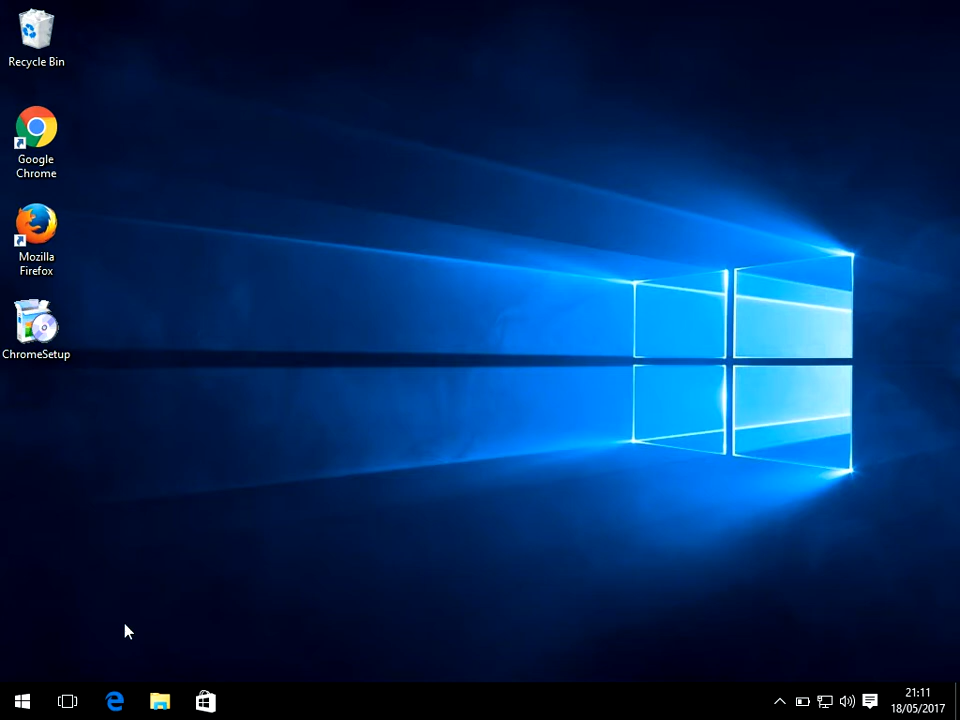 Recycle Bin
Google
Chrome
Mozilla
Firefox
ChromeSetup
21:11
18/05/2017